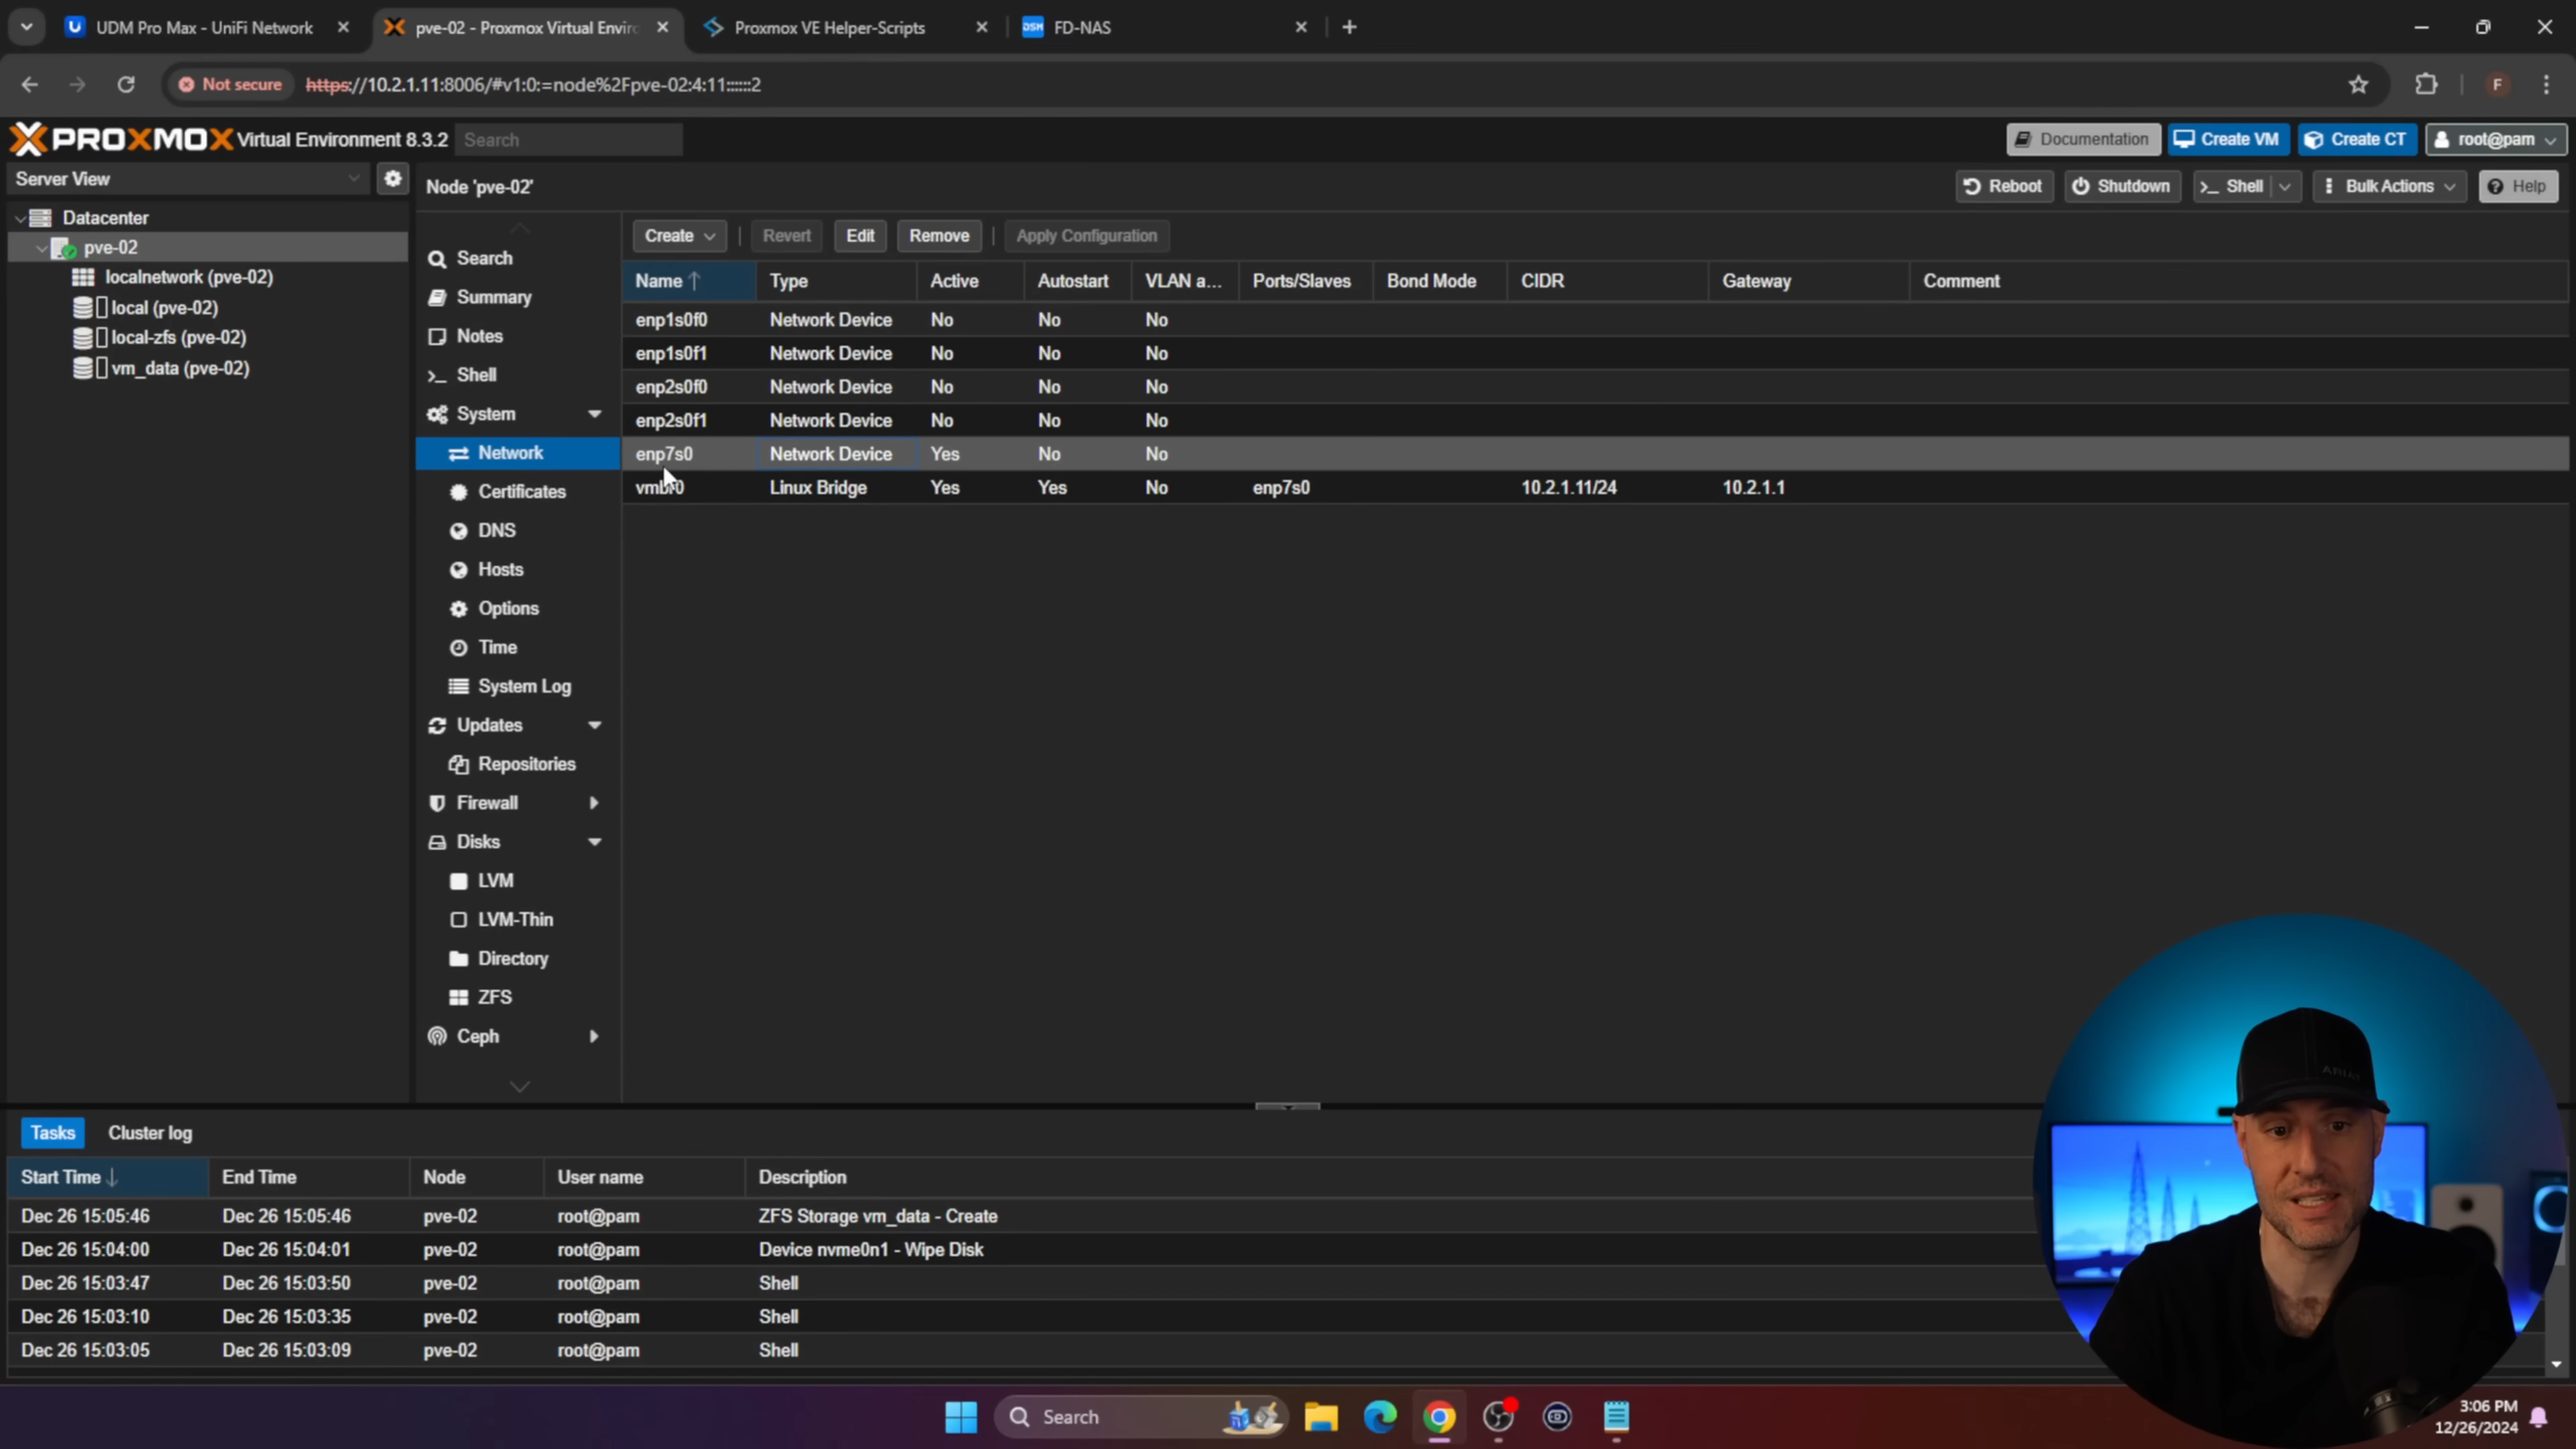 UDM Pro Max - UniFi Network
pve-02 - Proxmox Virtual Enviro
Proxmox VE Helper-Scripts
DSM FD-NAS
Not secure https://10.2.1.11:8006/#v1:0:=node%2Fpve-02:4:11::::::2
F
PROXMOX Virtual Environment 8.3.2 Search
Documentation Create VM Create CT root@pam
Server View
Node 'pve-02'
Reboot Shutdown >_ Shell Bulk Actions Help
Datacenter
pve-02
localnetwork (pve-02)
local (pve-02)
local-zfs (pve-02)
vm_data (pve-02)
Search
Summary
Notes
>_ Shell
System
Network
Certificates
DNS
Hosts
Options
Time
System Log
Updates
Repositories
Firewall
Disks
LVM
LVM-Thin
Directory
ZFS
Ceph
Create Revert Edit Remove Apply Configuration
Name Type Active Autostart VLAN a... Ports/Slaves Bond Mode CIDR Gateway Comment
enp1s0f0 Network Device No No No
enp1s0f1 Network Device No No No
enp2s0f0 Network Device No No No
enp2s0f1 Network Device No No No
enp7s0 Network Device Yes No No
vmbr0 Linux Bridge Yes Yes No enp7s0 10.2.1.11/24 10.2.1.1
Tasks Cluster log
Start Time End Time Node User name Description
Dec 26 15:05:46 Dec 26 15:05:46 pve-02 root@pam ZFS Storage vm_data - Create
Dec 26 15:04:00 Dec 26 15:04:01 pve-02 root@pam Device nvme0n1 - Wipe Disk
Dec 26 15:03:47 Dec 26 15:03:50 pve-02 root@pam Shell
Dec 26 15:03:10 Dec 26 15:03:35 pve-02 root@pam Shell
Dec 26 15:03:05 Dec 26 15:03:09 pve-02 root@pam Shell
ARIAT
Search
3:06 PM
12/26/2024